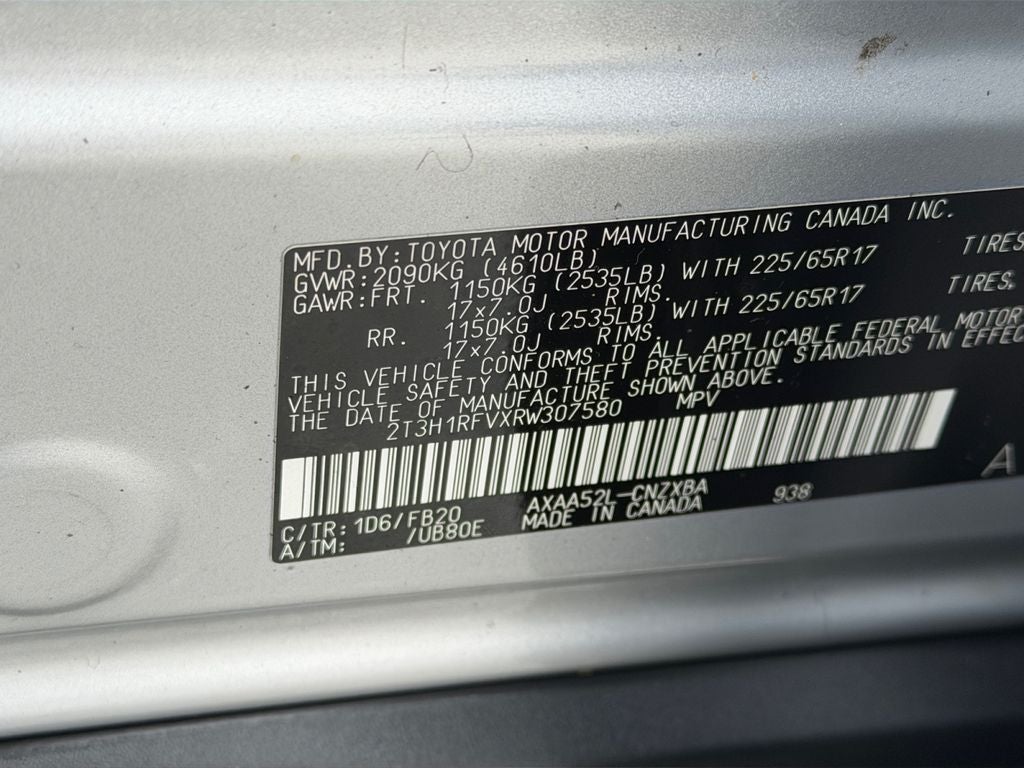 MFD.BY:TOYOTA MOTOR MANUFACTURING CANADA INC.
GVWR:2090KG (4610LB)
GAWR:FRT. 1150KG (2535LB) WITH 225/65R17 TIRES
17x7.0J RIMS.
RR. 1150KG (2535LB) WITH 225/65R17 TIRES,
17x7.0J RIMS.
THIS VEHICLE CONFORMS TO ALL APPLICABLE FEDERAL MOTOR
VEHICLE SAFETY AND THEFT PREVENTION STANDARDS IN EFFEC
THE DATE OF MANUFACTURE SHOWN ABOVE.
2T3H1RFVXRW307580 MPV
C/TR: 1D6/FB20 AXAA52L-CNZXBA 938 A
A/TM: /UB80E MADE IN CANADA